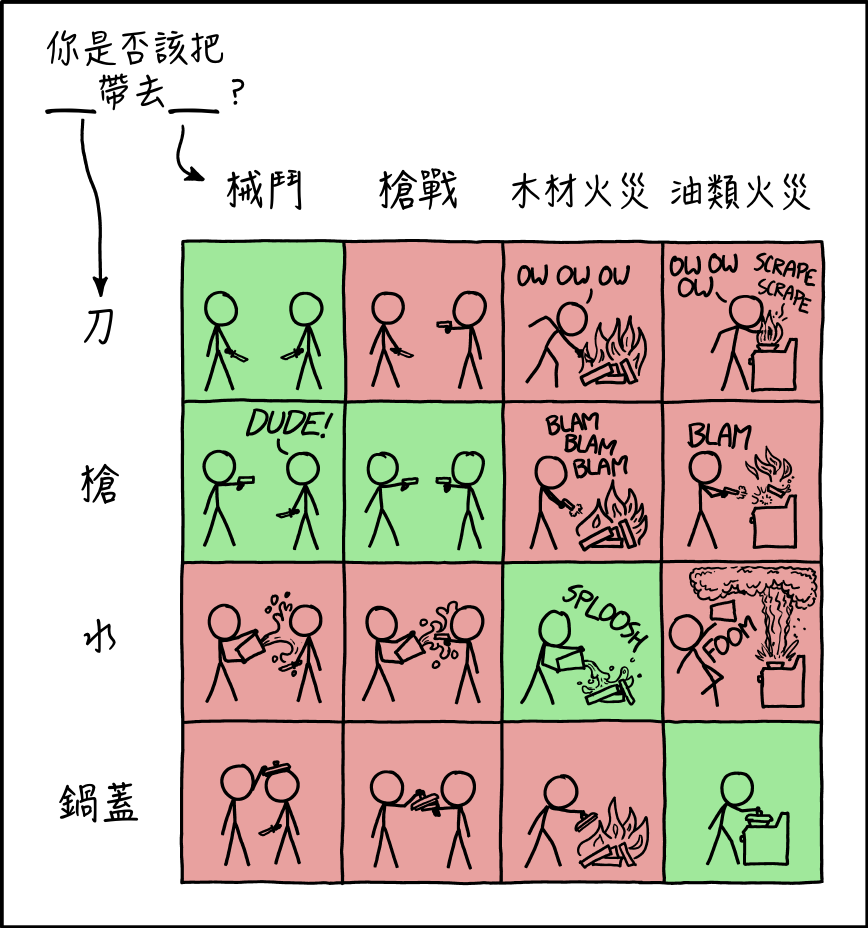 你是否該把
__帶去__?
械鬥 槍戰 木材火災 油類火災
刀
OW OW OW
OW OW
OW
SCRAPE
SCRAPE
槍
DUDE!
BLAM
BLAM
BLAM
BLAM
水
SPLOOSH
FOOM
鍋蓋